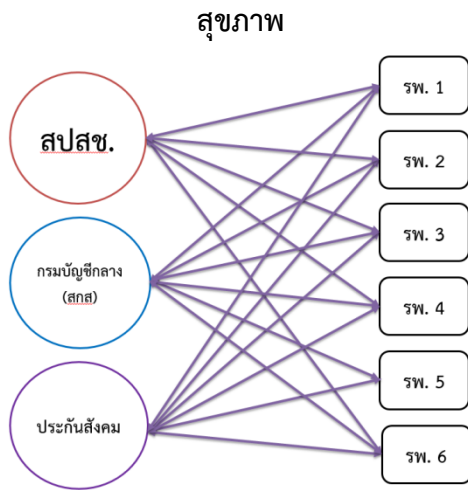 สุขภาพ
สปสช.
กรมบัญชีกลาง
(สกส)
ประกันสังคม
รพ. 1
รพ. 2
รพ. 3
รพ. 4
รพ. 5
รพ. 6